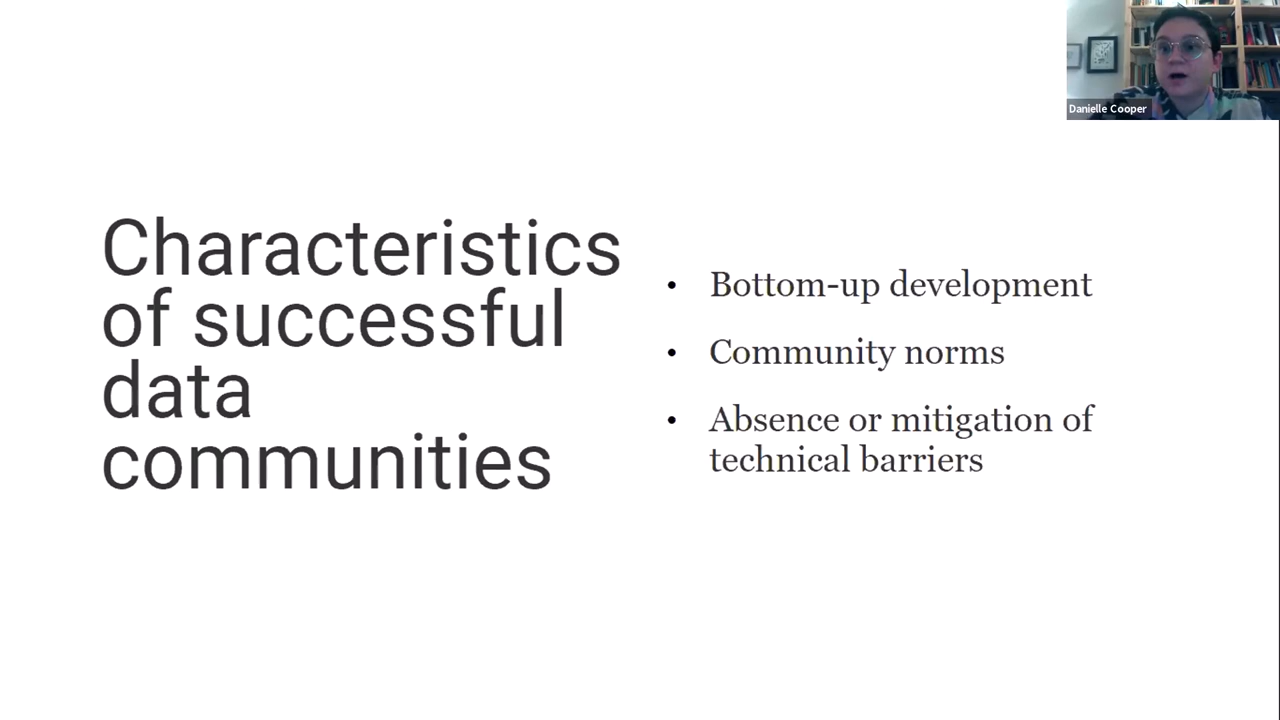 Danielle Cooper
Characteristics
of successful
data
communities
• Bottom-up development
• Community norms
• Absence or mitigation of
technical barriers